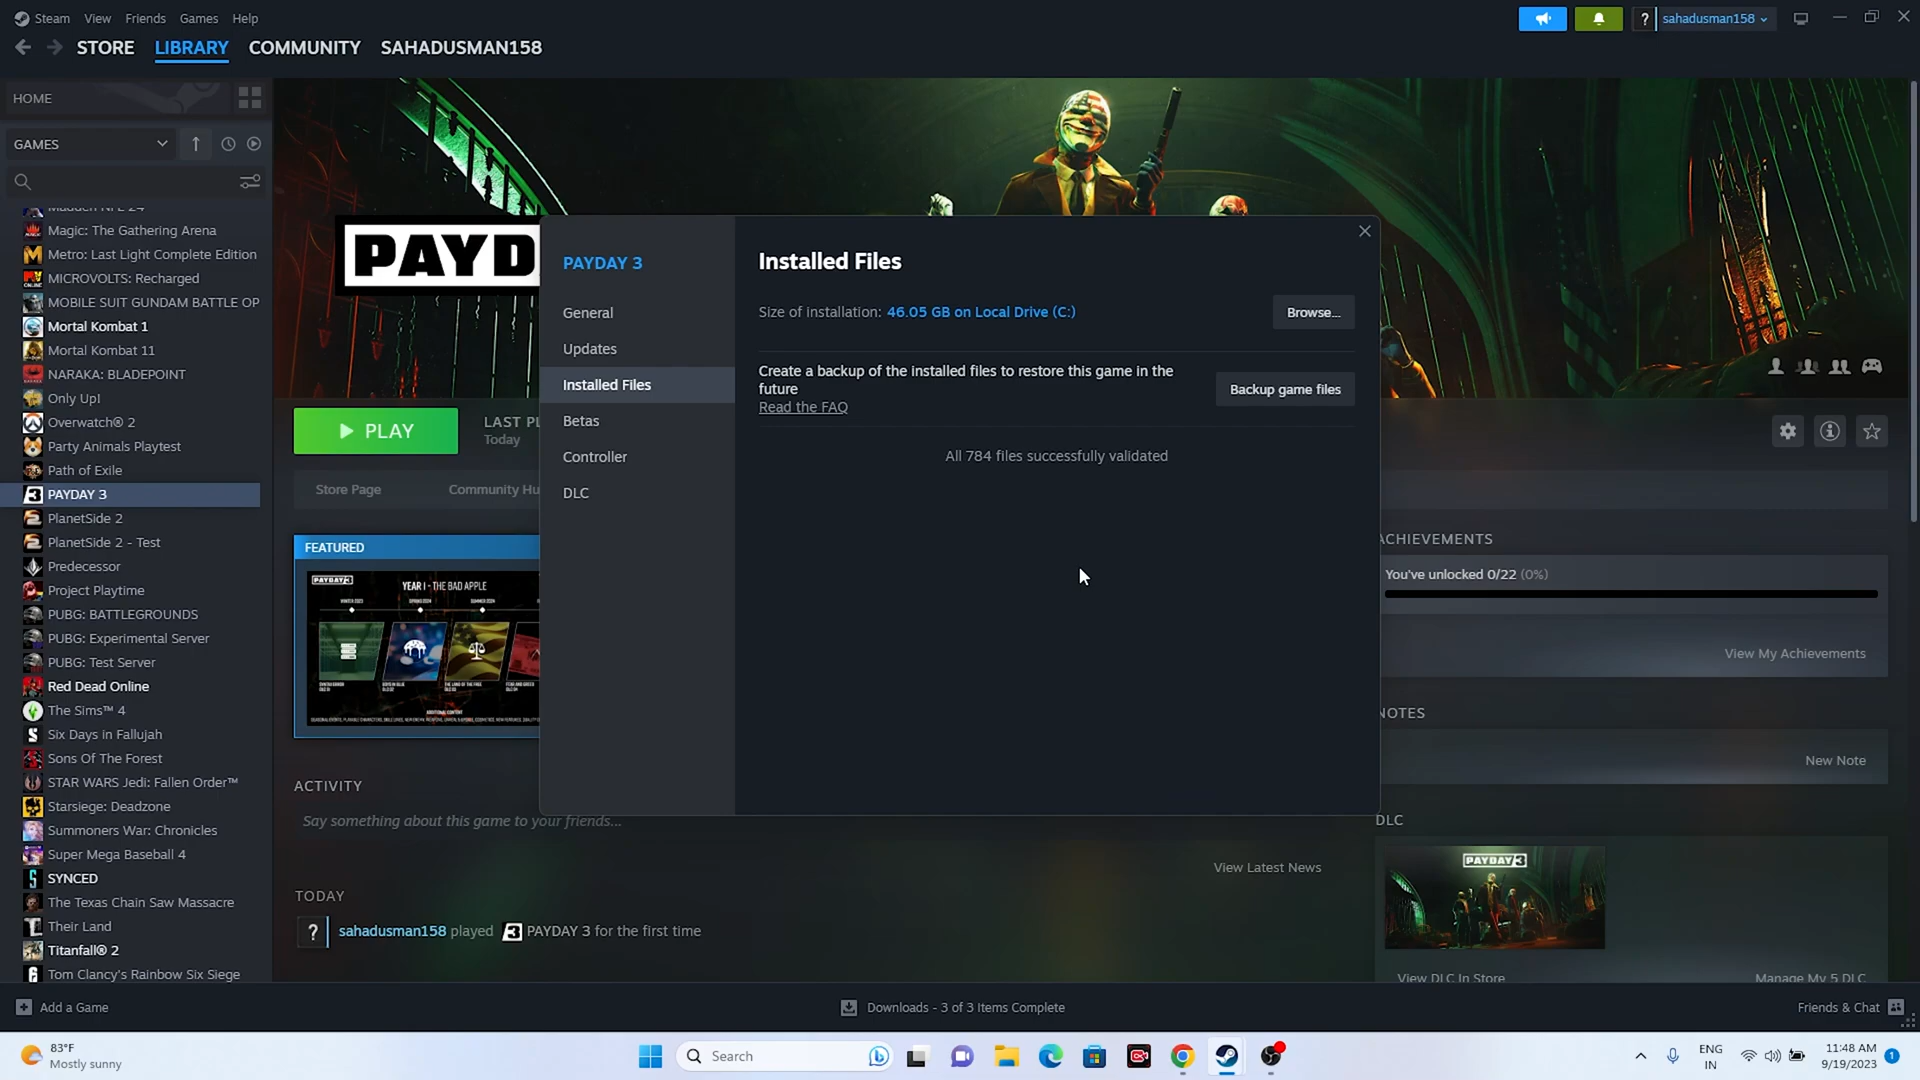 Steam View Friends Games Help
sahadusman158
STORE LIBRARY COMMUNITY SAHADUSMAN158
HOME
GAMES
Magic: The Gathering Arena
Metro: Last Light Complete Edition
MICROVOLTS: Recharged
MOBILE SUIT GUNDAM BATTLE OP
Mortal Kombat 1
Mortal Kombat 11
NARAKA: BLADEPOINT
Only Up!
Overwatch® 2
Party Animals Playtest
Path of Exile
PAYDAY 3
PlanetSide 2
PlanetSide 2 - Test
Predecessor
Project Playtime
PUBG: BATTLEGROUNDS
PUBG: Experimental Server
PUBG: Test Server
Red Dead Online
The Sims™ 4
Six Days in Fallujah
Sons Of The Forest
STAR WARS Jedi: Fallen Order™
Starsiege: Deadzone
Summoners War: Chronicles
Super Mega Baseball 4
SYNCED
The Texas Chain Saw Massacre
Their Land
Titanfall® 2
Tom Clancy's Rainbow Six Siege
PAYD
PLAY
LAST PL
Today
Store Page
Community Hu
FEATURED
PAYDAY3
YEAR 1 - THE BAD APPLE
ACTIVITY
Say something about this game to your friends...
View Latest News
TODAY
sahadusman158 played PAYDAY 3 for the first time
PAYDAY 3
General
Updates
Installed Files
Betas
Controller
DLC
Installed Files
Size of installation: 46.05 GB on Local Drive (C:)
Browse...
Create a backup of the installed files to restore this game in the
future
Read the FAQ
Backup game files
All 784 files successfully validated
ACHIEVEMENTS
You've unlocked 0/22 (0%)
View My Achievements
NOTES
New Note
DLC
PAYDAY3
View DLC In Store
Manage My 5 DLC
Add a Game
Downloads - 3 of 3 Items Complete
Friends & Chat
83°F
Mostly sunny
Search
ENG
IN
11:48 AM
9/19/2023
1